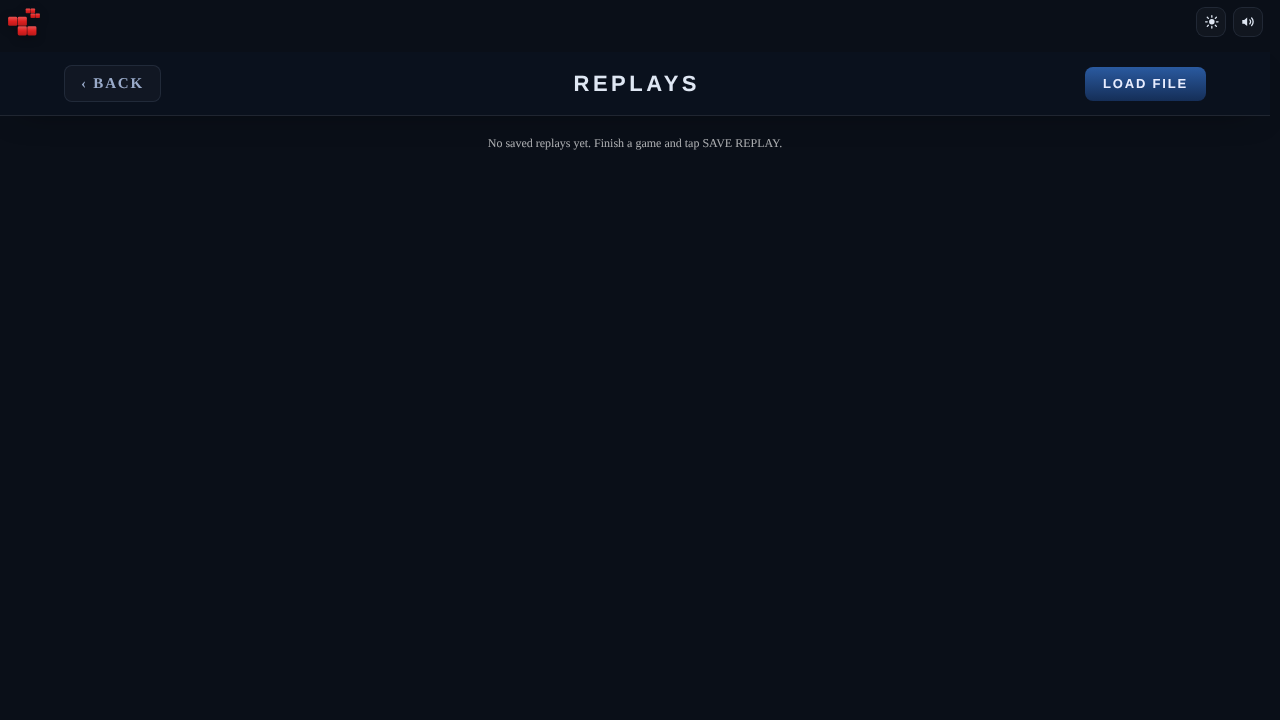 ‹ BACK
REPLAYS
LOAD FILE
No saved replays yet. Finish a game and tap SAVE REPLAY.